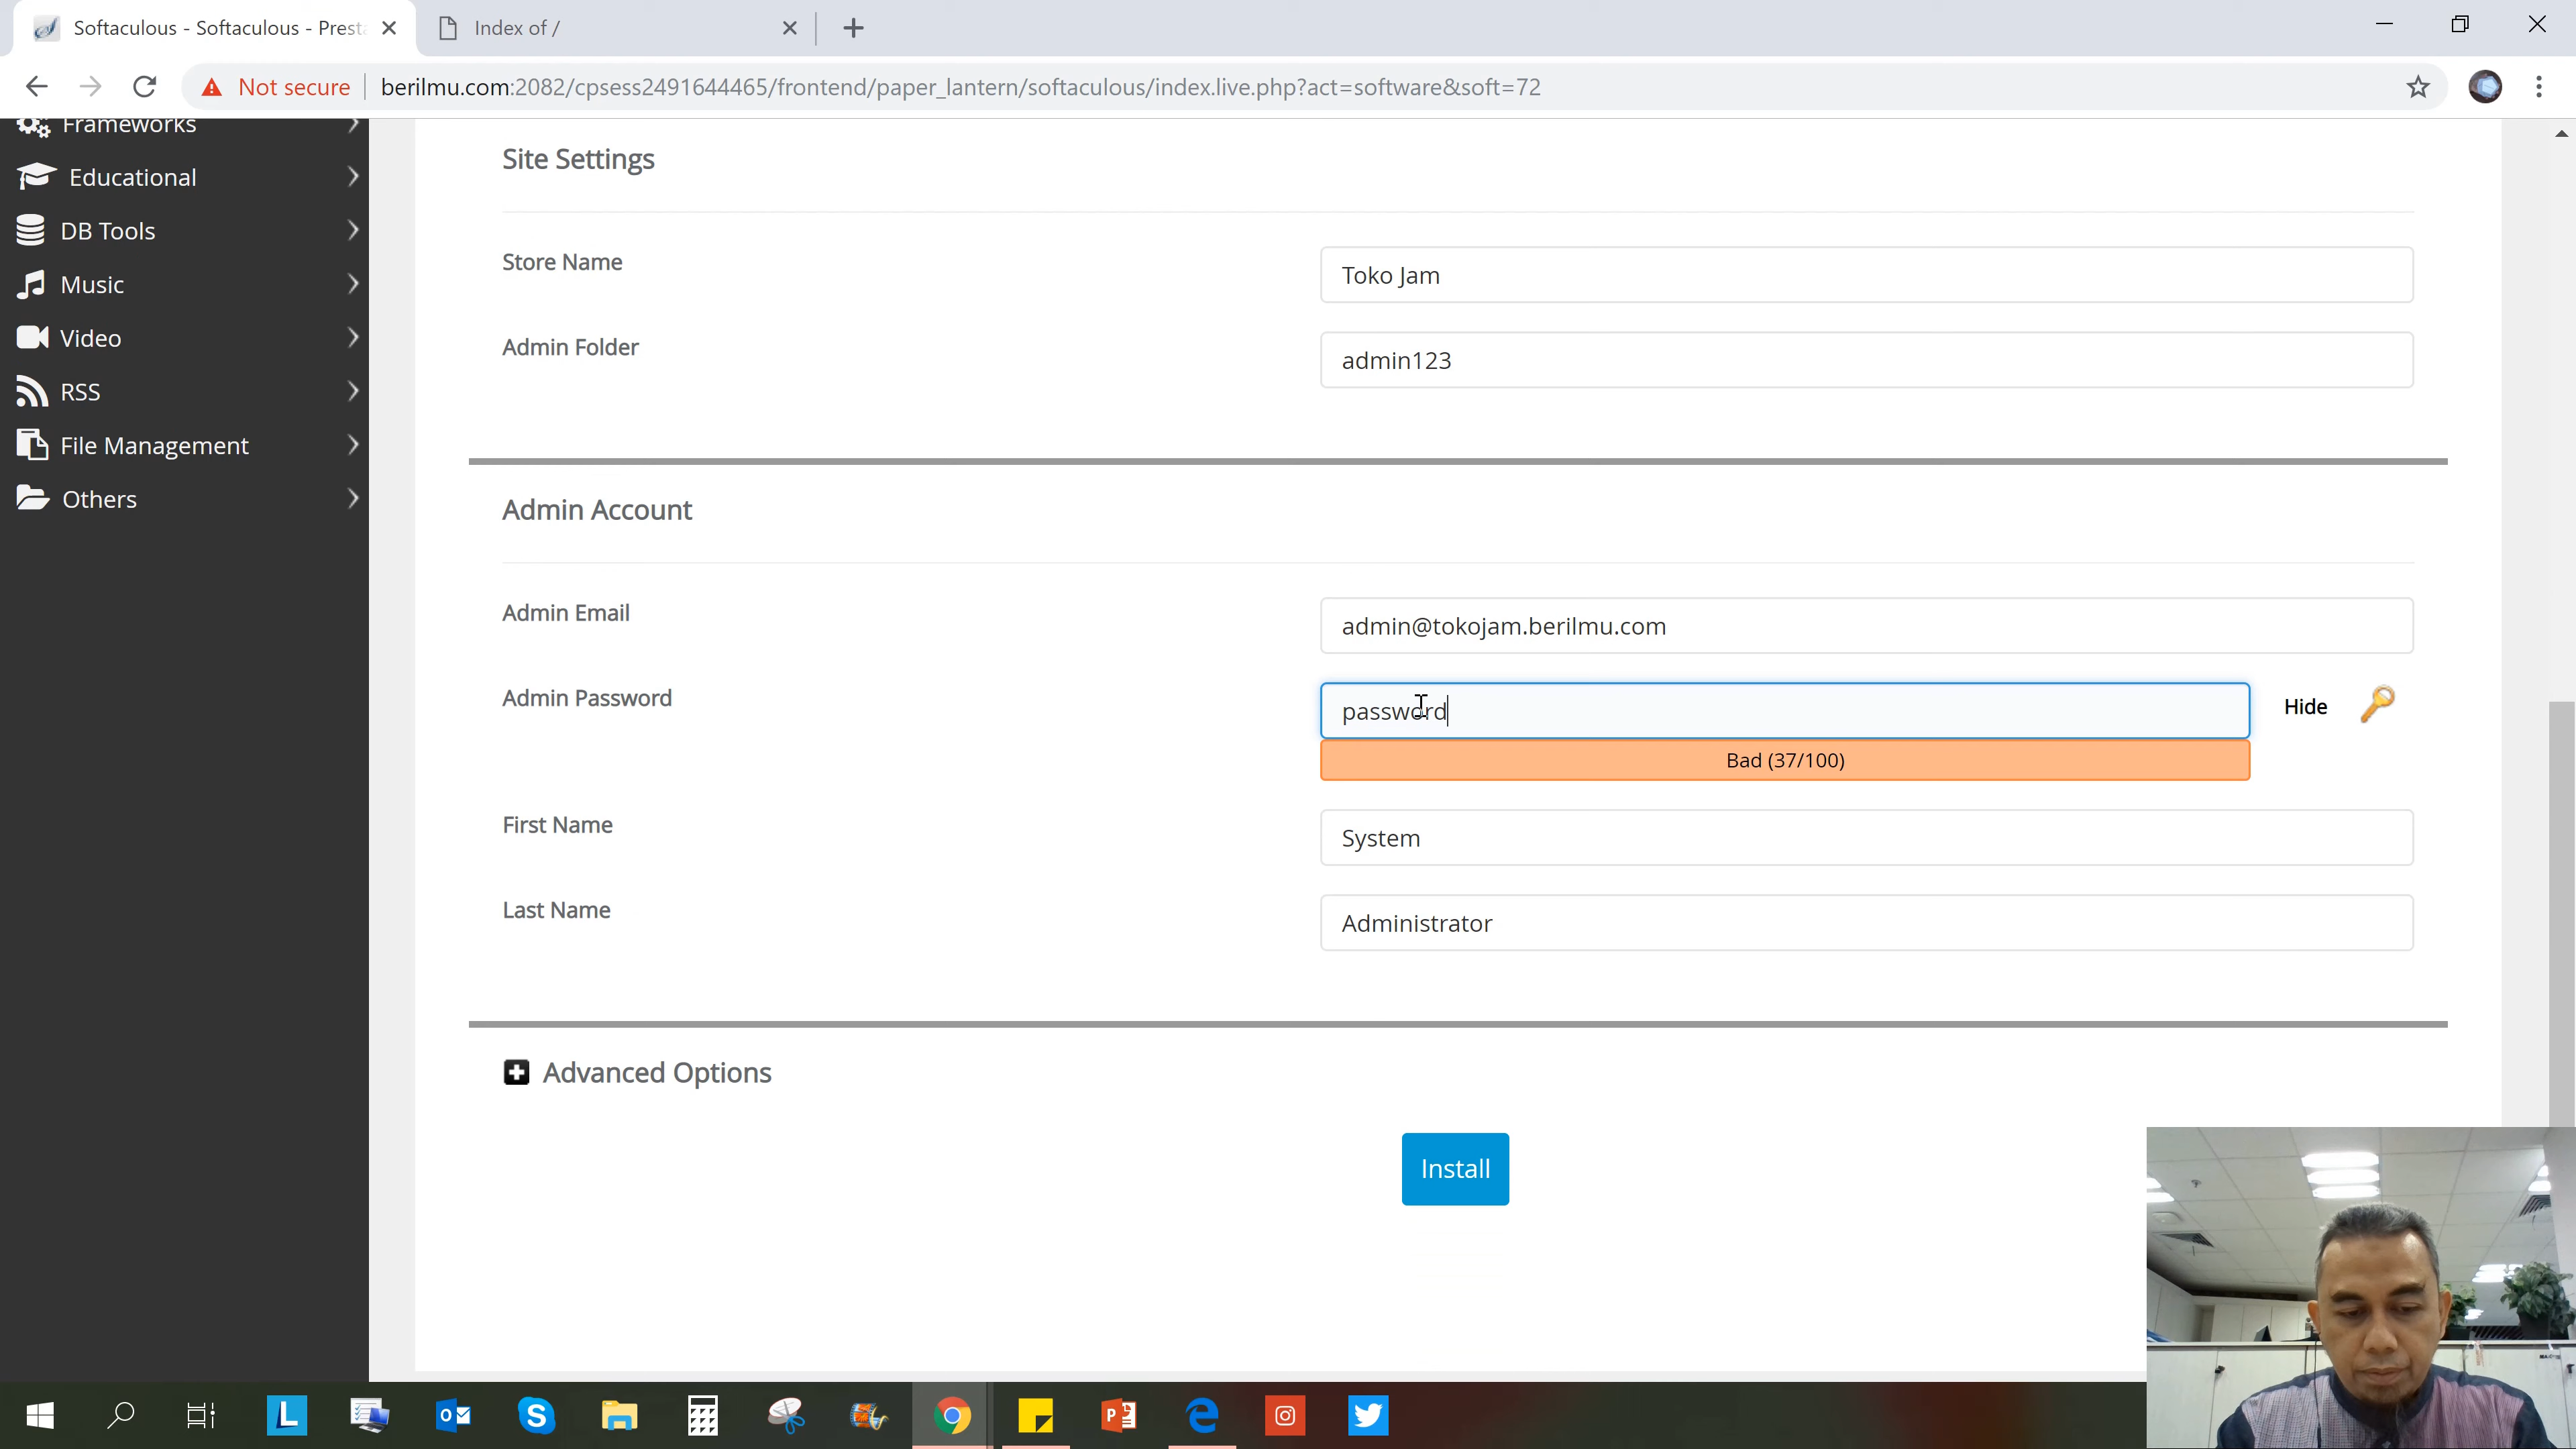 Softaculous - Softaculous - Presta
Index of /
Not secure
berilmu.com:2082/cpsess2491644465/frontend/paper_lantern/softaculous/index.live.php?act=software&soft=72
Frameworks
Educational
DB Tools
Music
Video
RSS
File Management
Others
Site Settings
Store Name
Toko Jam
Admin Folder
admin123
Admin Account
Admin Email
admin@tokojam.berilmu.com
Admin Password
password
Hide
Bad (37/100)
First Name
System
Last Name
Administrator
Advanced Options
Install